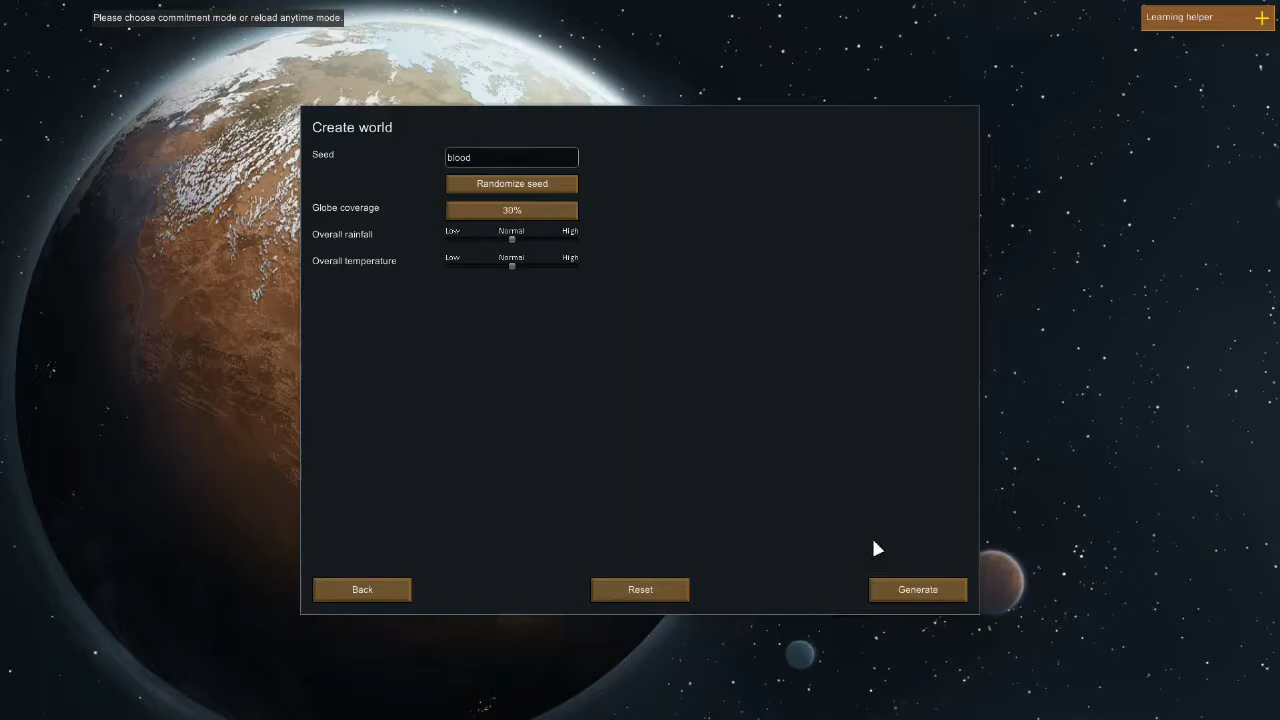 Please choose commitment mode or reload anytime mode.
Learning helper
Create world
Seed
blood
Randomize seed
Globe coverage
30%
Overall rainfall
Low Normal High
Overall temperature
Low Normal High
Back
Reset
Generate